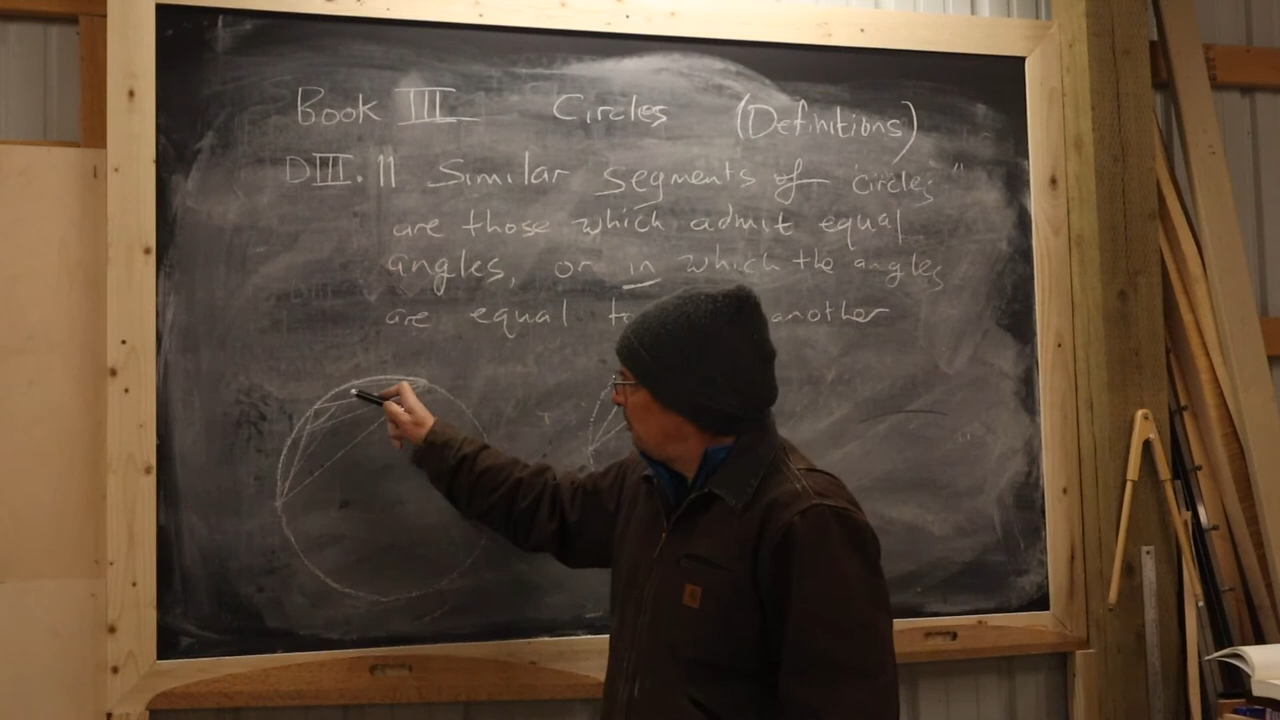 Book III Circles (Definitions)
DIII.11 Similar segments of circles"
are those which admit equal
angles, or in which the angles
are equal to another